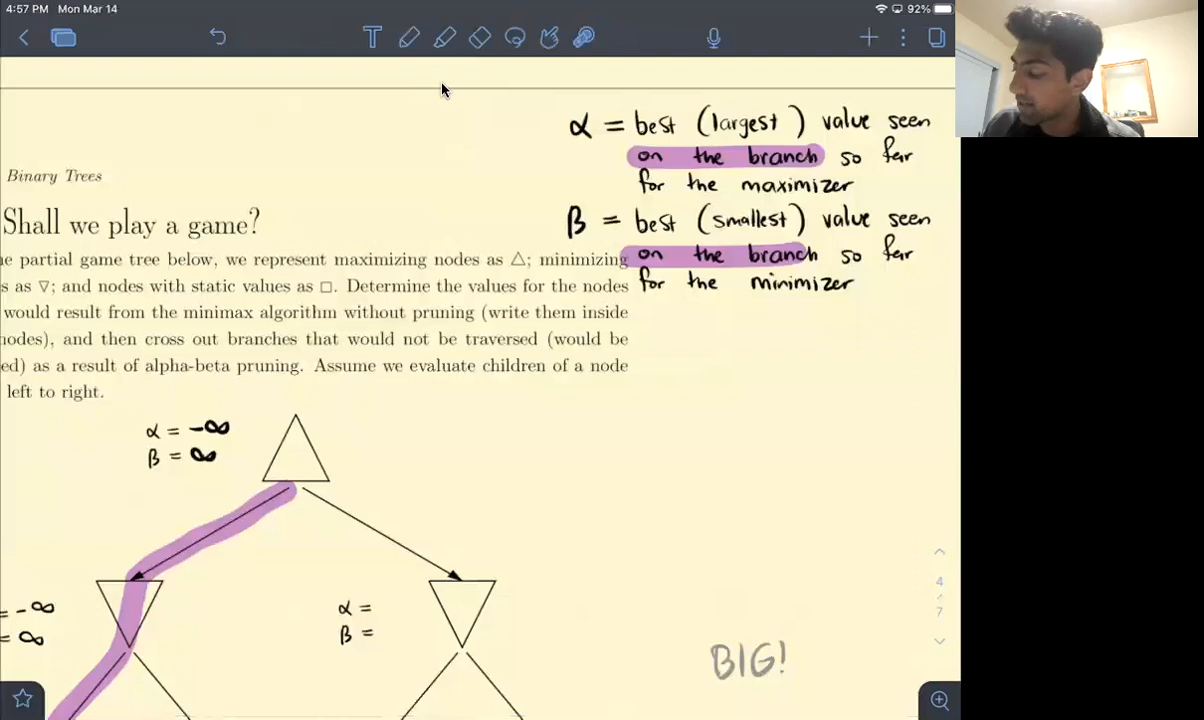 4:57 PM Mon Mar 14
92%
α = best (largest) value seen
on the branch so far
for the maximizer
β = best (smallest) value seen
on the branch so far
for the minimizer
Binary Trees
Shall we play a game?
partial game tree below, we represent maximizing nodes as △; minimizing
as ▽; and nodes with static values as □. Determine the values for the nodes
would result from the minimax algorithm without pruning (write them inside
and then cross out branches that would not be traversed (would be
as a result of alpha-beta pruning. Assume we evaluate children of a node
left to right.
α = -∞
β = ∞
= -∞
= ∞
α =
β =
4
7
BIG!